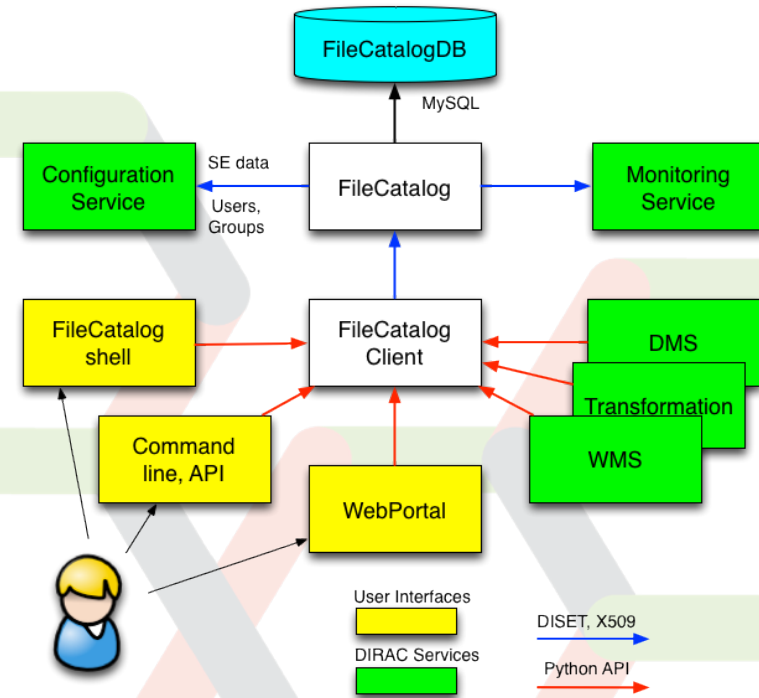 FileCatalogDB
MySQL
Configuration
Service
SE data
Users,
Groups
FileCatalog
Monitoring
Service
FileCatalog
shell
FileCatalog
Client
DMS
Transformation
WMS
Command
line, API
WebPortal
User Interfaces
DIRAC Services
DISET, X509
Python API